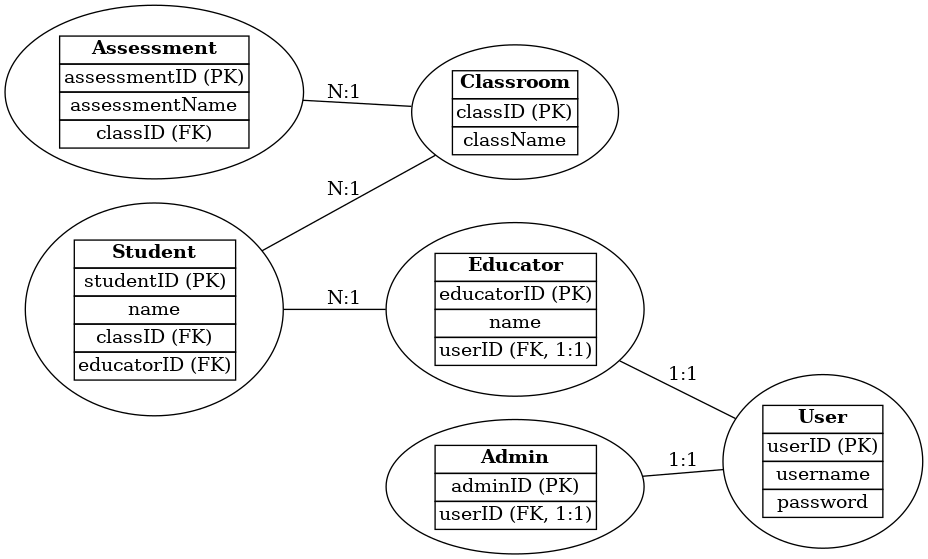 Assessment
assessmentID (PK)
assessmentName
classID (FK)
N:1
Classroom
classID (PK)
className
N:1
Student
studentID (PK)
name
classID (FK)
educatorID (FK)
N:1
Educator
educatorID (PK)
name
userID (FK, 1:1)
1:1
Admin
adminID (PK)
userID (FK, 1:1)
1:1
User
userID (PK)
username
password